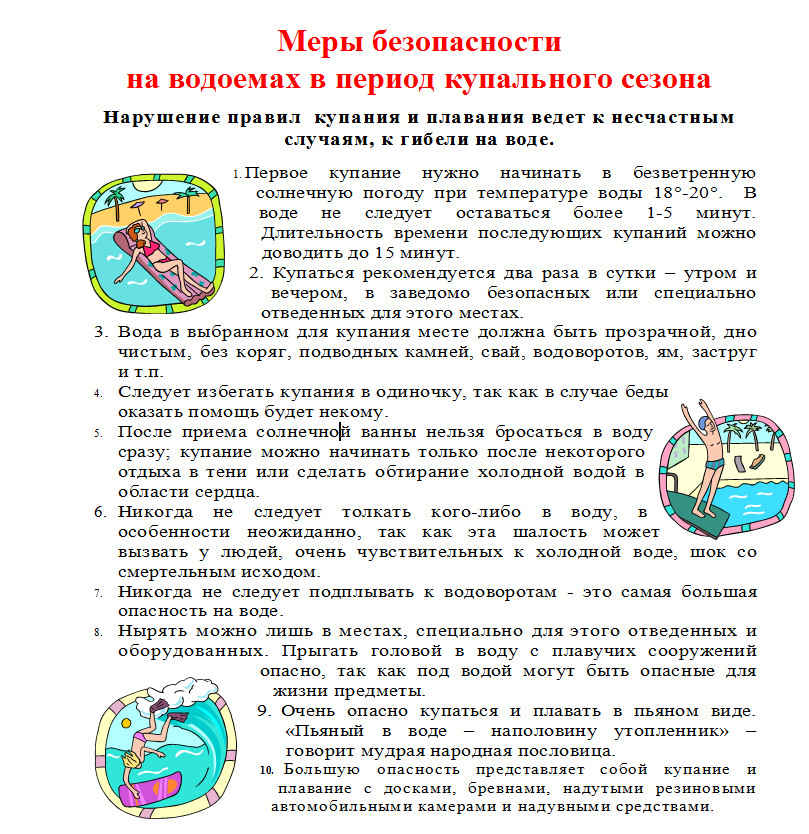 Меры безопасности
на водоемах в период купального сезона
Нарушение правил купания и плавания ведет к несчастным
случаям, к гибели на воде.
1. Первое купание нужно начинать в безветренную
солнечную погоду при температуре воды 18°-20°. В
воде не следует оставаться более 1-5 минут.
Длительность времени последующих купаний можно
доводить до 15 минут.
2. Купаться рекомендуется два раза в сутки – утром и
вечером, в заведомо безопасных или специально
отведенных для этого местах.
3. Вода в выбранном для купания месте должна быть прозрачной, дно
чистым, без коряг, подводных камней, свай, водоворотов, ям, заструг
и т.п.
4. Следует избегать купания в одиночку, так как в случае беды
оказать помощь будет некому.
5. После приема солнечной ванны нельзя бросаться в воду
сразу; купание можно начинать только после некоторого
отдыха в тени или сделать обтирание холодной водой в
области сердца.
6. Никогда не следует толкать кого-либо в воду, в
особенности неожиданно, так как эта шалость может
вызвать у людей, очень чувствительных к холодной воде, шок со
смертельным исходом.
7. Никогда не следует подплывать к водоворотам - это самая большая
опасность на воде.
8. Нырять можно лишь в местах, специально для этого отведенных и
оборудованных. Прыгать головой в воду с плавучих сооружений
опасно, так как под водой могут быть опасные для
жизни предметы.
9. Очень опасно купаться и плавать в пьяном виде.
«Пьяный в воде – наполовину утопленник» –
говорит мудрая народная пословица.
10. Большую опасность представляет собой купание и
плавание с досками, бревнами, надутыми резиновыми
автомобильными камерами и надувными средствами.